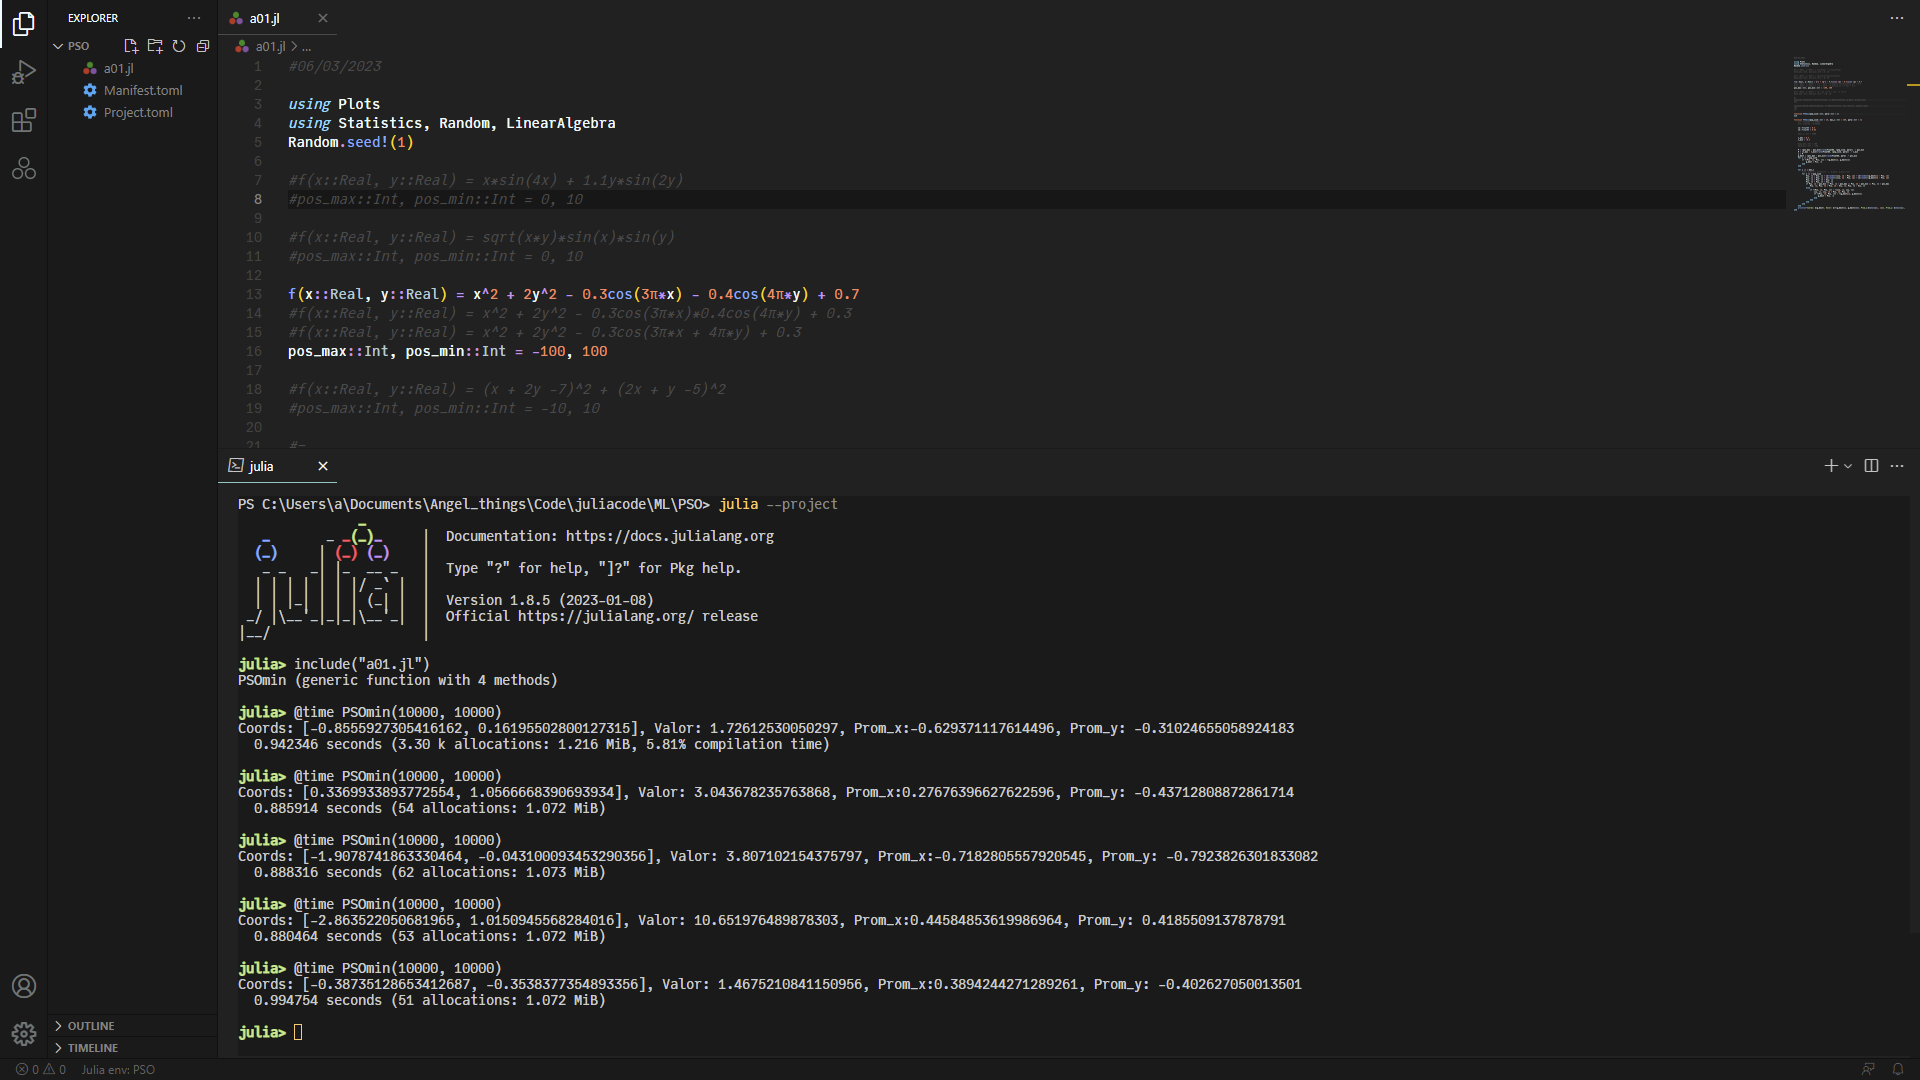 EXPLORER
PSO
a01.jl
Manifest.toml
Project.toml
OUTLINE
TIMELINE
a01.jl
a01.jl > ...
1 #06/03/2023
2
3 using Plots
4 using Statistics, Random, LinearAlgebra
5 Random.seed!(1)
6
7 #f(x::Real, y::Real) = x*sin(4x) + 1.1y*sin(2y)
8 #pos_max::Int, pos_min::Int = 0, 10
9
10 #f(x::Real, y::Real) = sqrt(x*y)*sin(x)*sin(y)
11 #pos_max::Int, pos_min::Int = 0, 10
12
13 f(x::Real, y::Real) = x^2 + 2y^2 - 0.3cos(3π*x) - 0.4cos(4π*y) + 0.7
14 #f(x::Real, y::Real) = x^2 + 2y^2 - 0.3cos(3π*x)*0.4cos(4π*y) + 0.3
15 #f(x::Real, y::Real) = x^2 + 2y^2 - 0.3cos(3π*x + 4π*y) + 0.3
16 pos_max::Int, pos_min::Int = -100, 100
17
18 #f(x::Real, y::Real) = (x + 2y -7)^2 + (2x + y -5)^2
19 #pos_max::Int, pos_min::Int = -10, 10
20
21 #=
julia
PS C:\Users\a\Documents\Angel_things\Code\juliacode\ML\PSO> julia --project
Documentation: https://docs.julialang.org
Type "?" for help, "]?" for Pkg help.
Version 1.8.5 (2023-01-08)
Official https://julialang.org/ release
julia> include("a01.jl")
PSOmin (generic function with 4 methods)
julia> @time PSOmin(10000, 10000)
Coords: [-0.8555927305416162, 0.16195502800127315], Valor: 1.72612530050297, Prom_x:-0.629371117614496, Prom_y: -0.31024655058924183
0.942346 seconds (3.30 k allocations: 1.216 MiB, 5.81% compilation time)
julia> @time PSOmin(10000, 10000)
Coords: [0.3369933893772554, 1.0566668390693934], Valor: 3.043678235763868, Prom_x:0.27676396627622596, Prom_y: -0.43712808872861714
0.885914 seconds (54 allocations: 1.072 MiB)
julia> @time PSOmin(10000, 10000)
Coords: [-1.9078741863330464, -0.043100093453290356], Valor: 3.807102154375797, Prom_x:-0.7182805557920545, Prom_y: -0.7923826301833082
0.888316 seconds (62 allocations: 1.073 MiB)
julia> @time PSOmin(10000, 10000)
Coords: [-2.863522050681965, 1.0150945568284016], Valor: 10.651976489878303, Prom_x:0.44584853619986964, Prom_y: 0.4185509137878791
0.880464 seconds (53 allocations: 1.072 MiB)
julia> @time PSOmin(10000, 10000)
Coords: [-0.38735128653412687, -0.3538377354893356], Valor: 1.4675210841150956, Prom_x:0.3894244271289261, Prom_y: -0.402627050013501
0.994754 seconds (51 allocations: 1.072 MiB)
julia>
0 0 Julia env: PSO